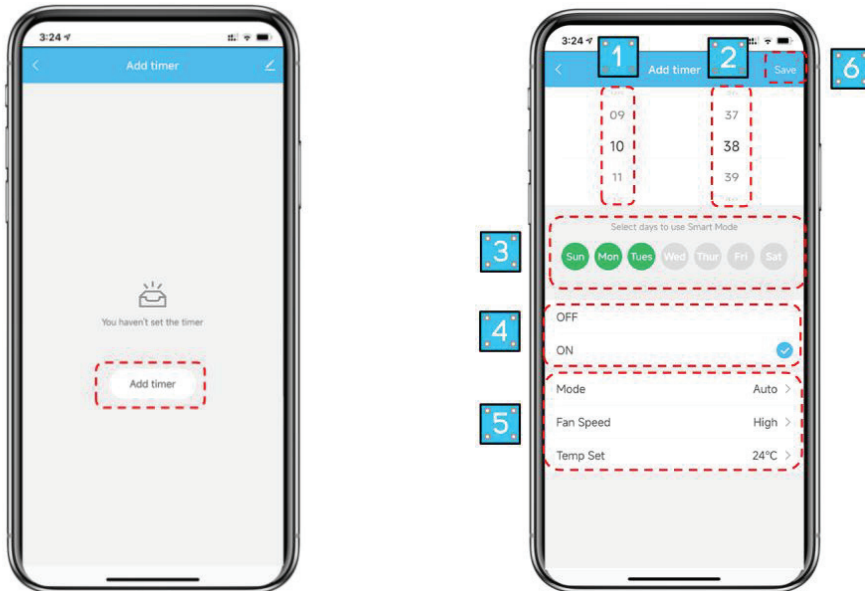 3:24
Add timer
You haven't set the timer
Add timer
3:24
1
2
Add timer
Save
6
09
37
10
38
11
39
3
Select days to use Smart Mode
Sun Mon Tues Wed Thur Fri Sat
4
OFF
ON
5
Mode Auto >
Fan Speed High >
Temp Set 24°C >